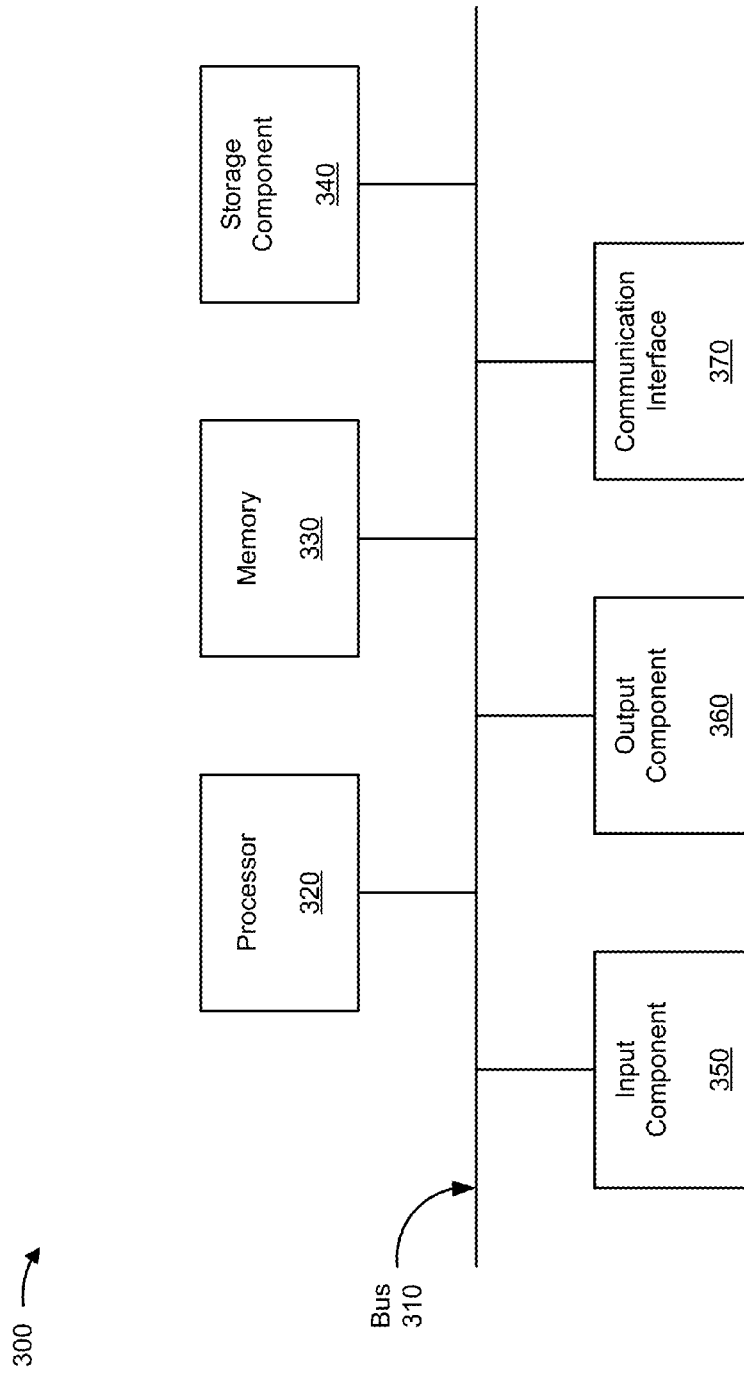 300
Bus
310
Processor
320
Memory
330
Storage
Component
340
Input
Component
350
Output
Component
360
Communication
Interface
370